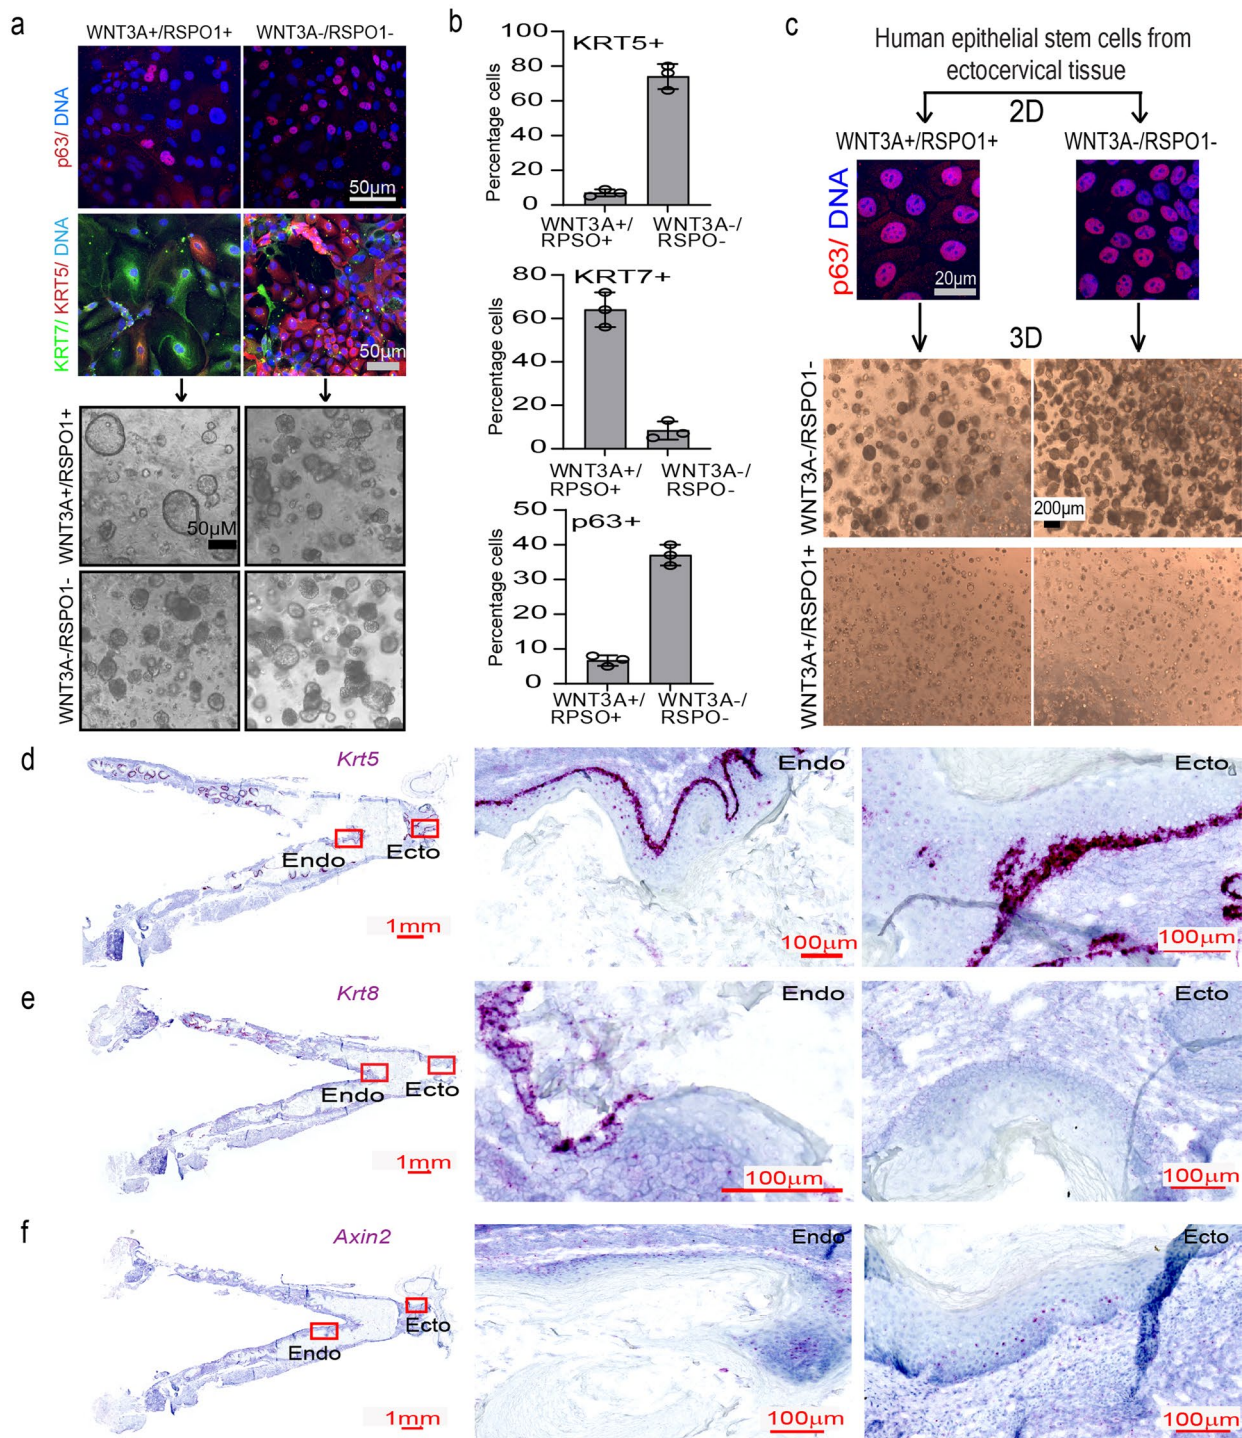 a
WNT3A+/RSPO1+
WNT3A-/RSPO1-
p63/ DNA
50µm
KRT7/ KRT5/ DNA
50µm
WNT3A+/RSPO1+
50µM
WNT3A-/RSPO1-
b
KRT5+
Percentage cells
100
80
60
40
20
0
WNT3A+/
RPSO+
WNT3A-/
RSPO-
KRT7+
Percentage cells
80
60
40
20
0
WNT3A+/
RPSO+
WNT3A-/
RSPO-
p63+
Percentage cells
50
40
30
20
10
0
WNT3A+/
RPSO+
WNT3A-/
RSPO-
c
Human epithelial stem cells from
ectocervical tissue
2D
WNT3A+/RSPO1+
WNT3A-/RSPO1-
p63/ DNA
20µm
3D
WNT3A-/RSPO1-
200µm
WNT3A+/RSPO1+
d
Krt5
Endo
Ecto
1mm
Endo
100µm
Ecto
100µm
e
Krt8
Endo
Ecto
1mm
Endo
100µm
Ecto
100µm
f
Axin2
Endo
Ecto
1mm
Endo
100µm
Ecto
100µm